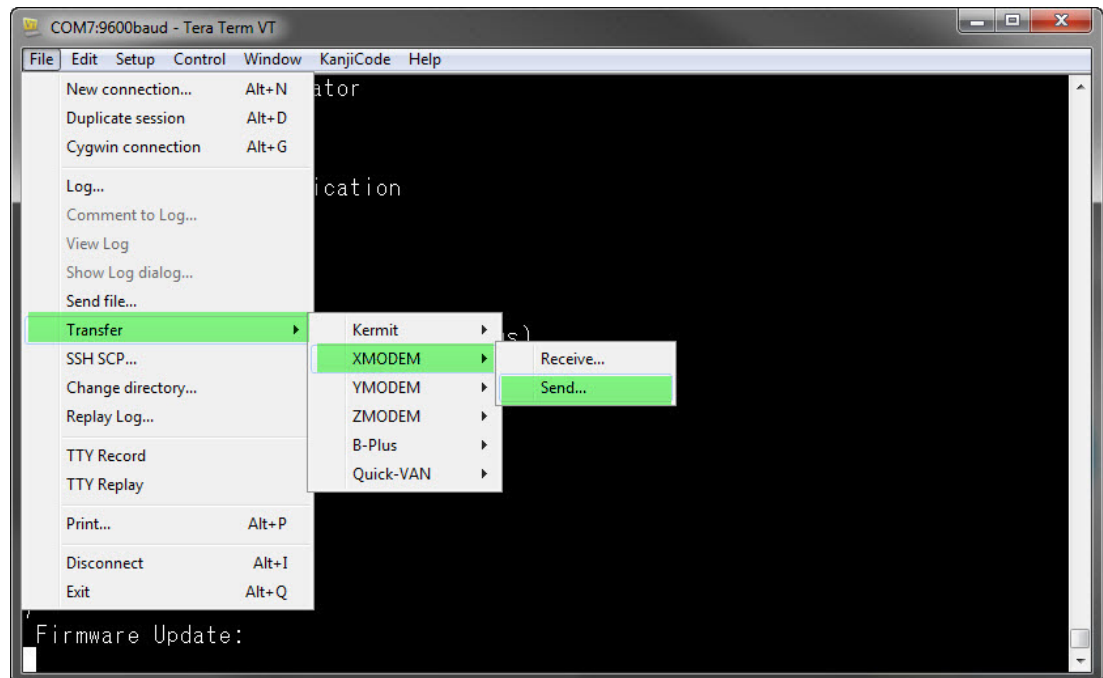 COM7:9600baud - Tera Term VT
File Edit Setup Control Window KanjiCode Help
New connection... Alt+N
Duplicate session Alt+D
Cygwin connection Alt+G
Log...
Comment to Log...
View Log
Show Log dialog...
Send file...
Transfer
SSH SCP...
Change directory...
Replay Log...
TTY Record
TTY Replay
Print... Alt+P
Disconnect Alt+I
Exit Alt+Q
Kermit
XMODEM
YMODEM
ZMODEM
B-Plus
Quick-VAN
Receive...
Send...
ator
ication
s)
Firmware Update: